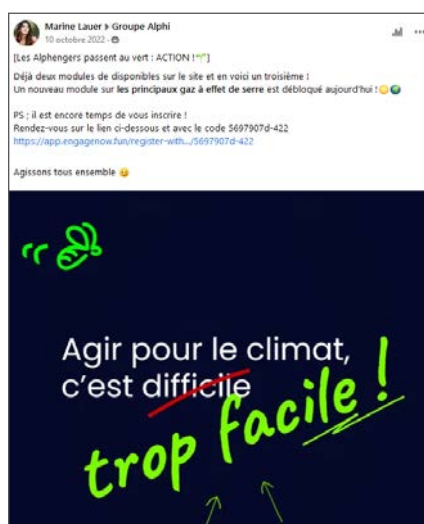 Marine Lauer ▸ Groupe Alphi
10 octobre 2022 ·
[Les Alphengers passent au vert : ACTION !"]
Déjà deux modules de disponibles sur le site et en voici un troisième !
Un nouveau module sur les principaux gaz à effet de serre est débloqué aujourd'hui !
PS ; il est encore temps de vous inscrire !
Rendez-vous sur le lien ci-dessous et avec le code 5697907d-422
https://app.engagenow.fun/register-with.../5697907d-422
Agissons tous ensemble
Agir pour le climat,
c'est difficile
trop facile !